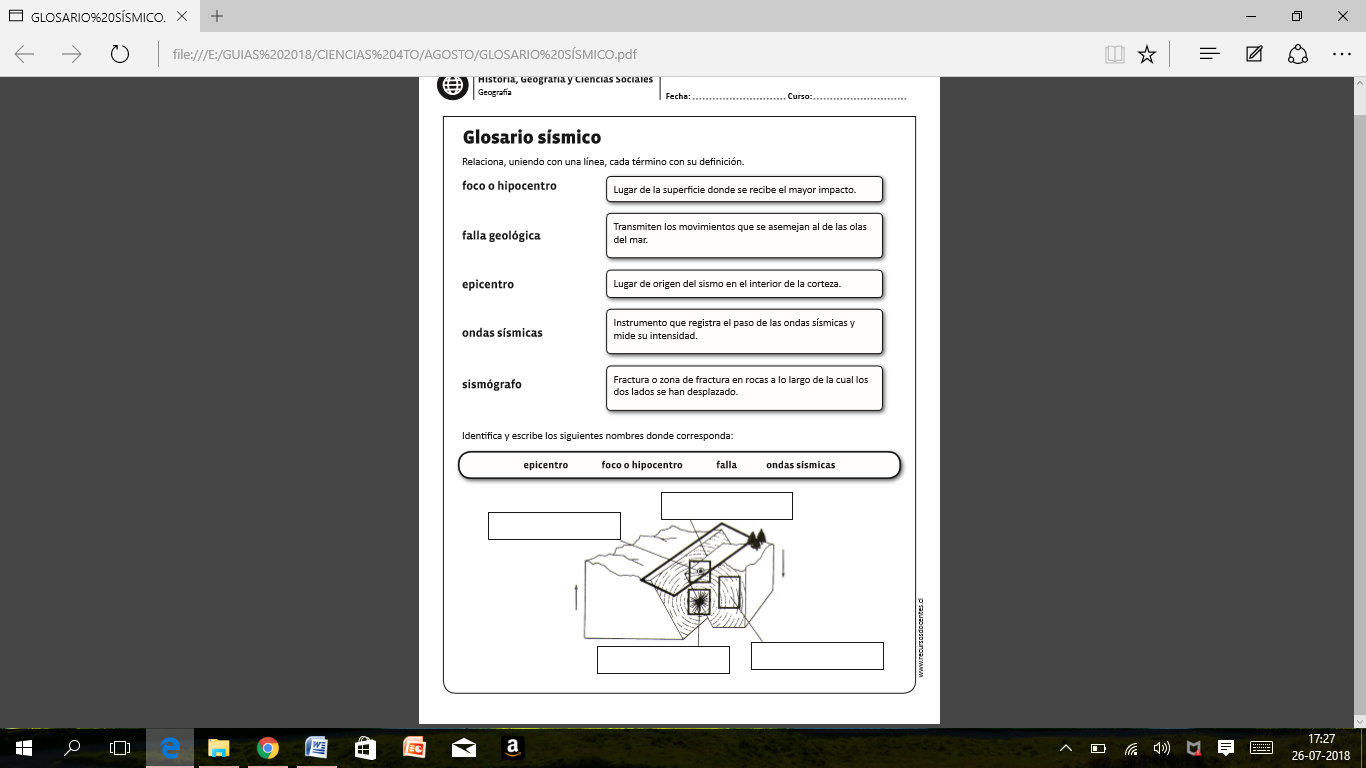 GLOSARIO%20SÍSMICO.
file:///E:/GUIAS%202018/CIENCIAS%204TO/AGOSTO/GLOSARIO%20SÍSMICO.pdf
Historia, Geografía y Ciencias Sociales
Geografía
Fecha: ................................ Curso: ................................
Glosario sísmico
Relaciona, uniendo con una línea, cada término con su definición.
foco o hipocentro
Lugar de la superficie donde se recibe el mayor impacto.
falla geológica
Transmiten los movimientos que se asemejan al de las olas
del mar.
epicentro
Lugar de origen del sismo en el interior de la corteza.
ondas sísmicas
Instrumento que registra el paso de las ondas sísmicas y
mide su intensidad.
sismógrafo
Fractura o zona de fractura en rocas a lo largo de la cual los
dos lados se han desplazado.
Identifica y escribe los siguientes nombres donde corresponda:
epicentro foco o hipocentro falla ondas sísmicas
www.recursosdocentes.cl
17:27
26-07-2018